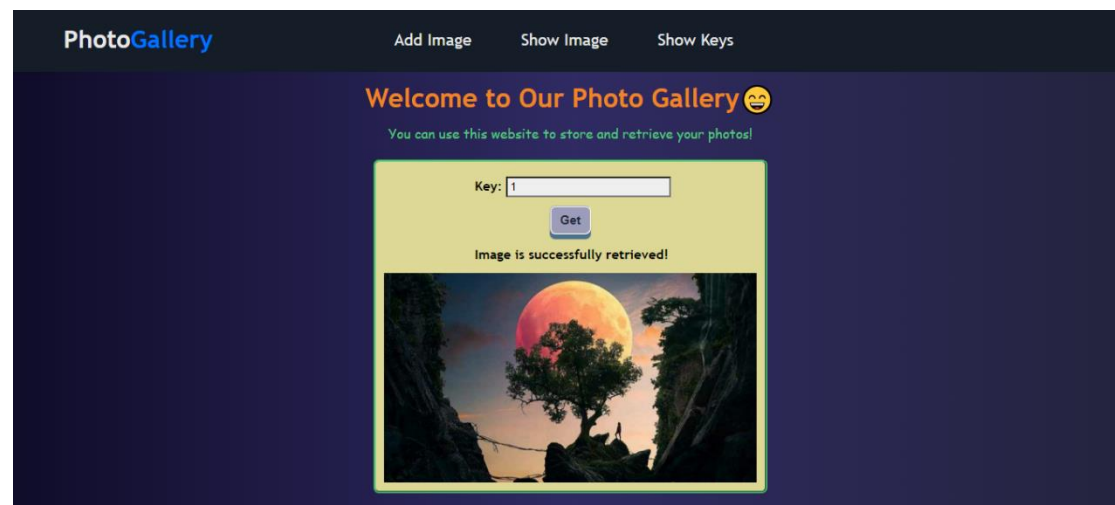 PhotoGallery Add Image Show Image Show Keys
Welcome to Our Photo Gallery😄
You can use this website to store and retrieve your photos!
Key: 1
Get
Image is successfully retrieved!